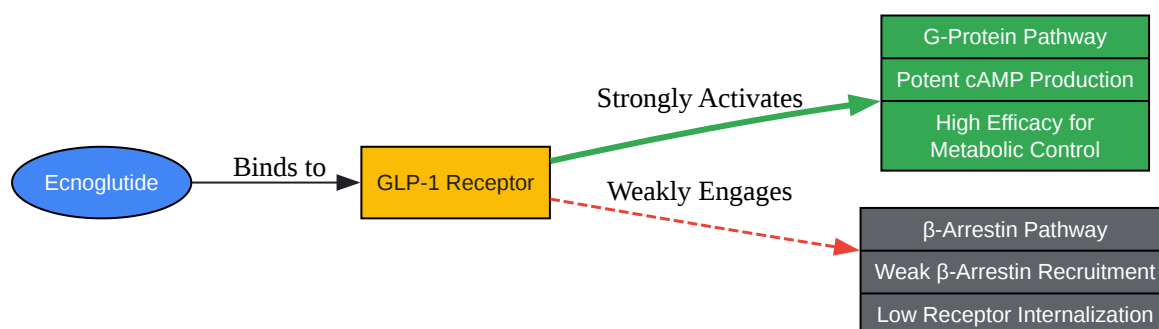 Ecnoglutide
Binds to
GLP-1 Receptor
Strongly Activates
G-Protein Pathway
Potent cAMP Production
High Efficacy for
Metabolic Control
Weakly Engages
β-Arrestin Pathway
Weak β-Arrestin Recruitment
Low Receptor Internalization